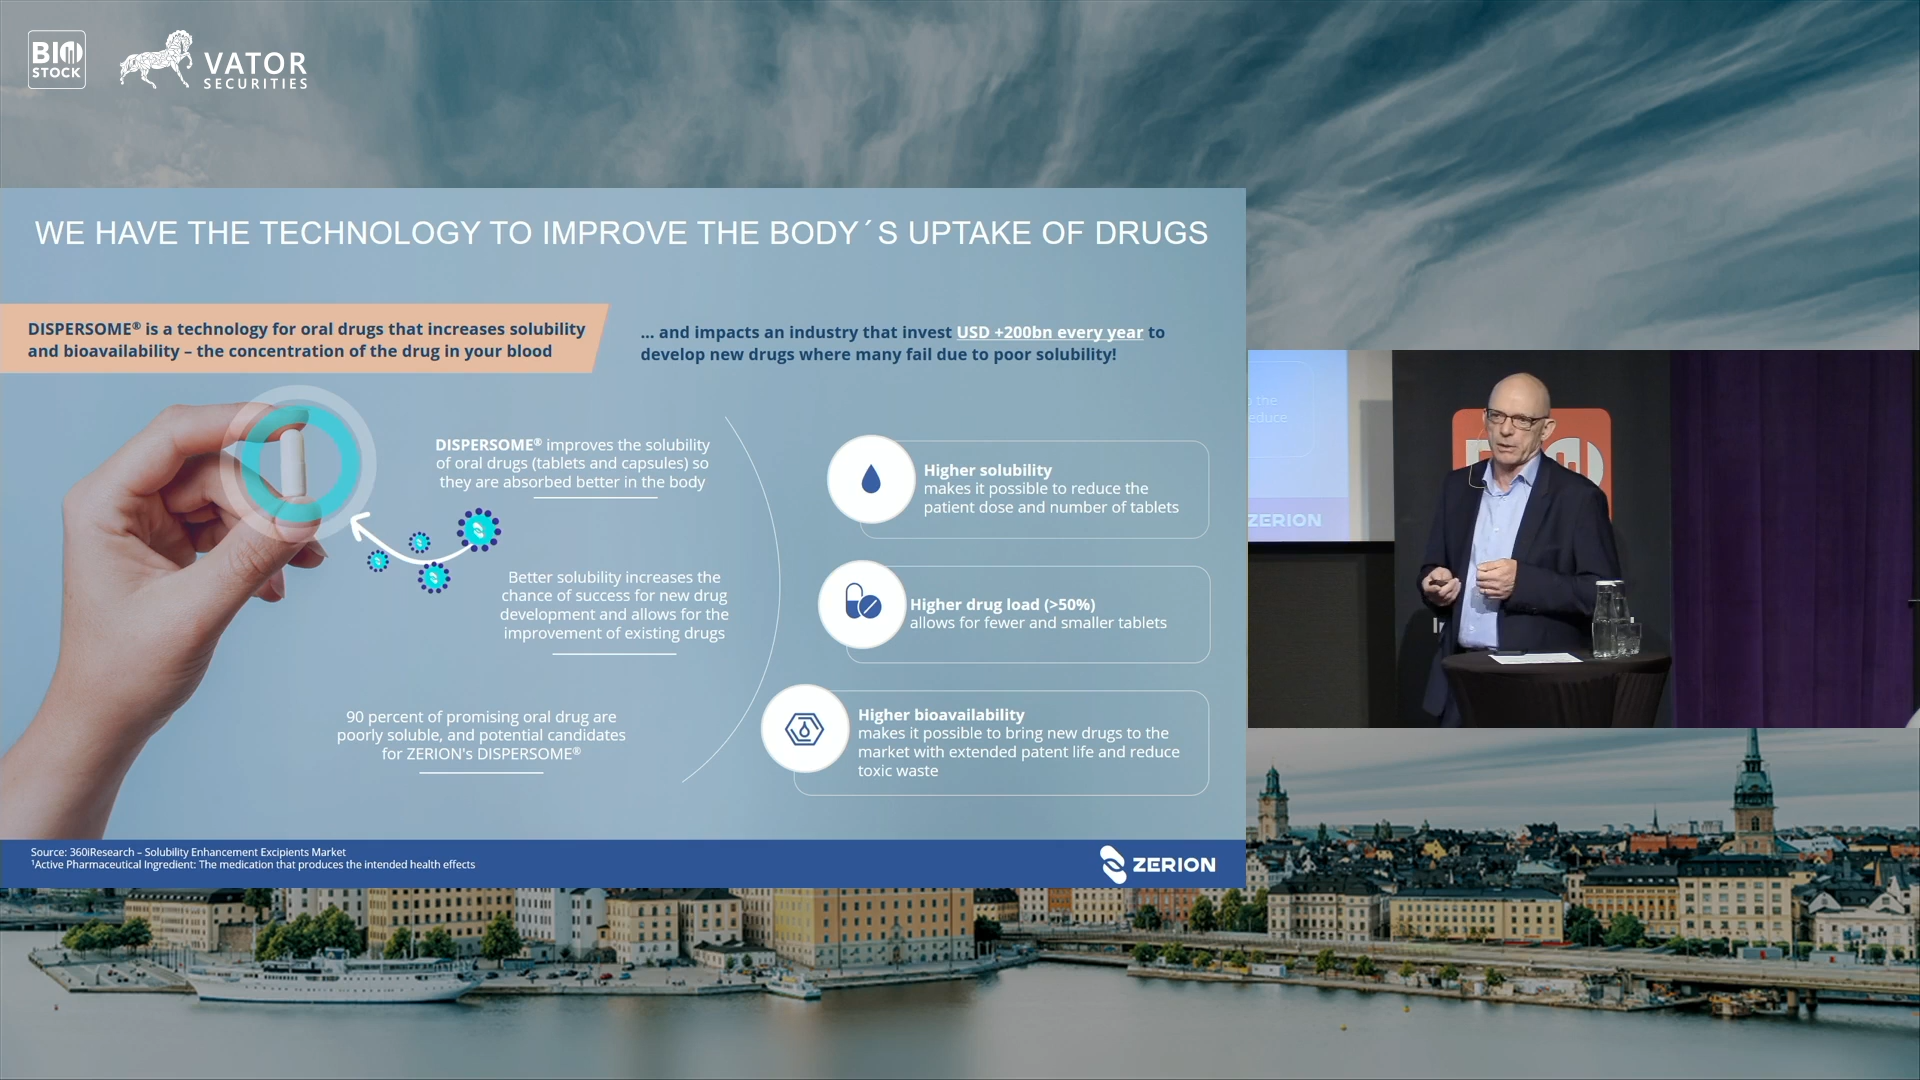 BIO
STOCK
VATOR
SECURITIES
WE HAVE THE TECHNOLOGY TO IMPROVE THE BODY´S UPTAKE OF DRUGS
DISPERSOME® is a technology for oral drugs that increases solubility
and bioavailability – the concentration of the drug in your blood
... and impacts an industry that invest USD +200bn every year to
develop new drugs where many fail due to poor solubility!
DISPERSOME® improves the solubility
of oral drugs (tablets and capsules) so
they are absorbed better in the body
Better solubility increases the
chance of success for new drug
development and allows for the
improvement of existing drugs
90 percent of promising oral drug are
poorly soluble, and potential candidates
for ZERION's DISPERSOME®
Higher solubility
makes it possible to reduce the
patient dose and number of tablets
Higher drug load (>50%)
allows for fewer and smaller tablets
Higher bioavailability
makes it possible to bring new drugs to the
market with extended patent life and reduce
toxic waste
Source: 360iResearch – Solubility Enhancement Excipients Market
¹Active Pharmaceutical Ingredient: The medication that produces the intended health effects
ZERION
the
educe
ZERION